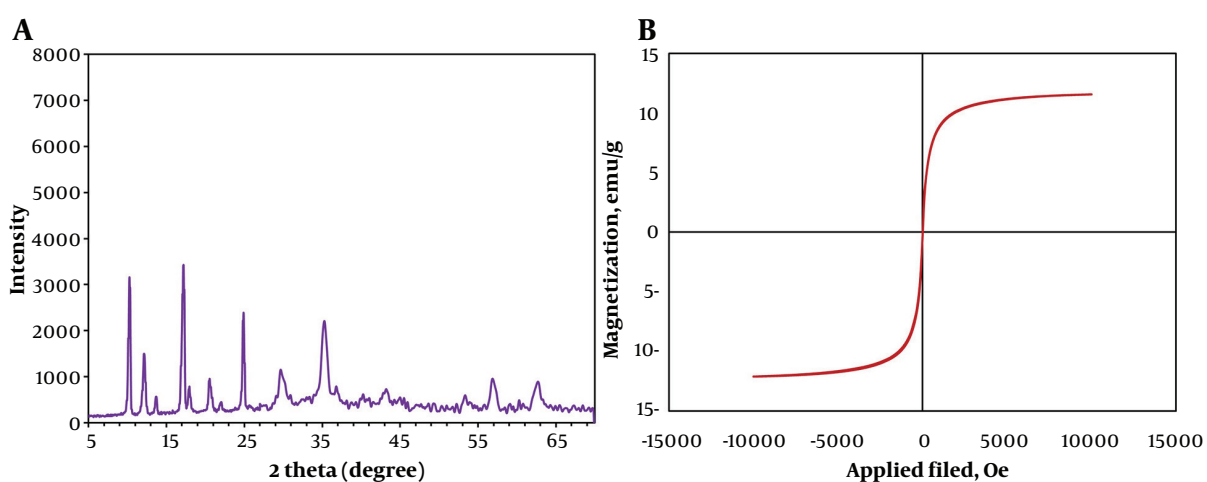 A
8000
7000
6000
5000
4000
3000
2000
1000
0
Intensity
5 15 25 35 45 55 65
2 theta (degree)
B
15
10
5
0
5-
10-
15-
Magnetization, emu/g
-15000 -10000 -5000 0 5000 10000 15000
Applied filed, Oe